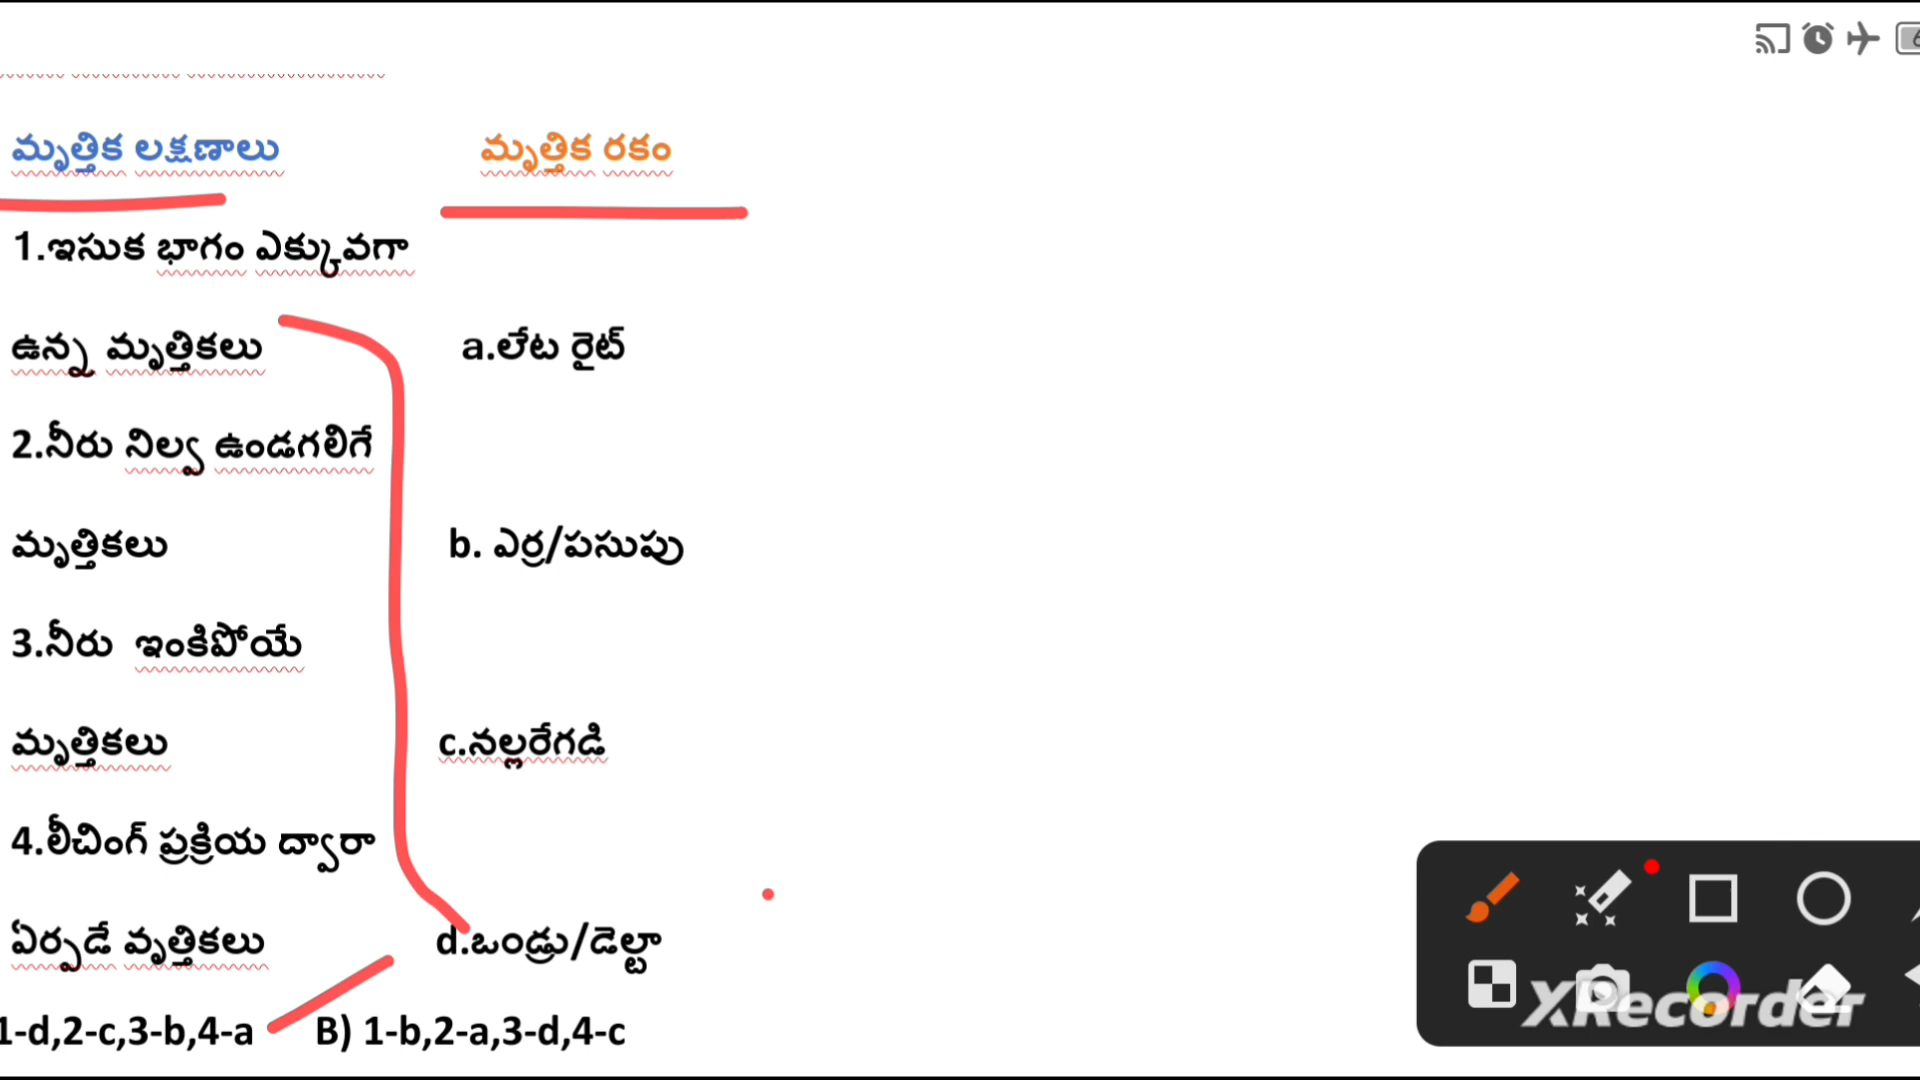 మృత్తిక లక్షణాలు మృత్తిక రకం
1.ఇసుక భాగం ఎక్కువగా
ఉన్న మృత్తికలు a.లేట రైట్
2.నీరు నిల్వ ఉండగలిగే
మృత్తికలు b. ఎర్ర/పసుపు
3.నీరు ఇంకిపోయే
మృత్తికలు c.నల్లరేగడి
4.లీచింగ్ ప్రక్రియ ద్వారా
ఏర్పడే వృత్తికలు d.ఒండ్రు/డెల్టా
1-d,2-c,3-b,4-a B) 1-b,2-a,3-d,4-c
XRecorder